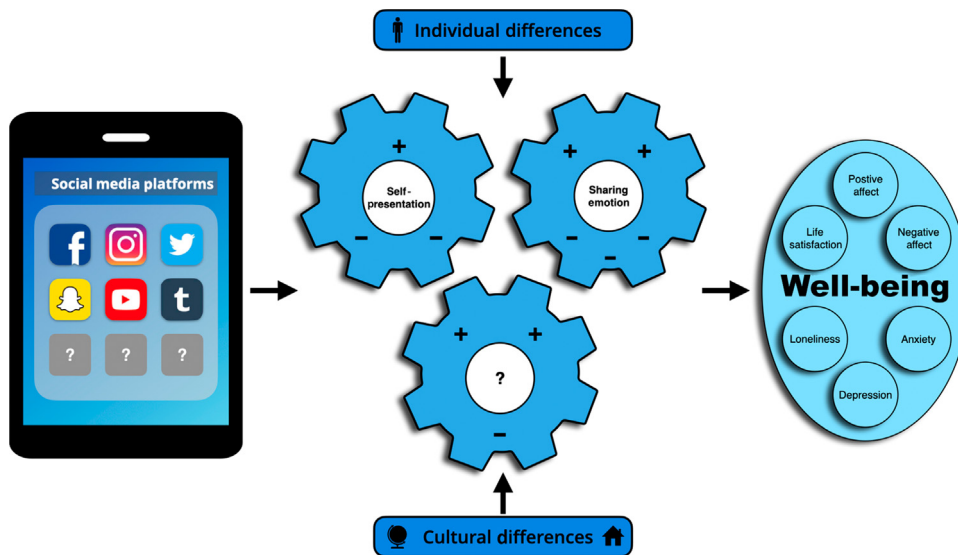 Individual differences
Social media platforms
f
t
?
?
?
+
Self-
presentation
-
-
+
+
Sharing
emotion
-
-
-
+
+
?
-
Postive
affect
Life
satisfaction
Negative
affect
Well-being
Loneliness
Anxiety
Depression
Cultural differences